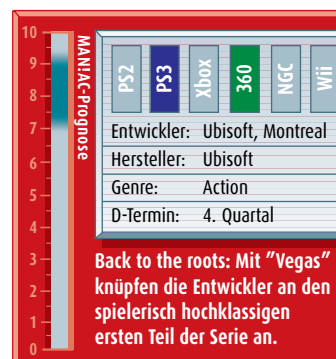 10
9
8
7
6
5
4
3
2
1
0
MAN!AC-Prognose
PS2 PS3 Xbox 360 NGC Wii
Entwickler: Ubisoft, Montreal
Hersteller: Ubisoft
Genre: Action
D-Termin: 4. Quartal
Back to the roots: Mit "Vegas"
knüpfen die Entwickler an den
spielerisch hochklassigen
ersten Teil der Serie an.